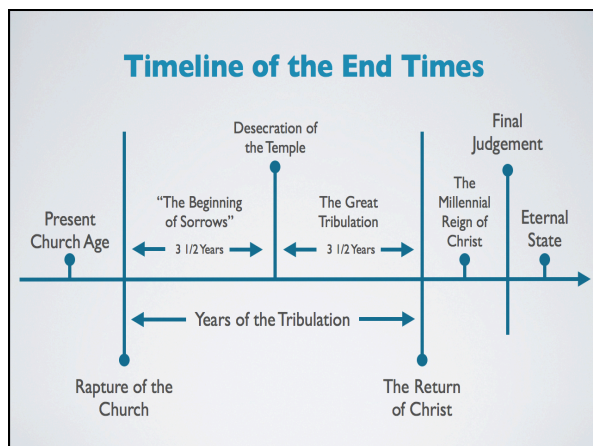 Timeline of the End Times
Desecration of
the Temple
Final
Judgement
"The Beginning
of Sorrows"
3 1/2 Years
The Great
Tribulation
3 1/2 Years
The
Millennial
Reign of
Christ
Present
Church Age
Eternal
State
Years of the Tribulation
Rapture of the
Church
The Return
of Christ